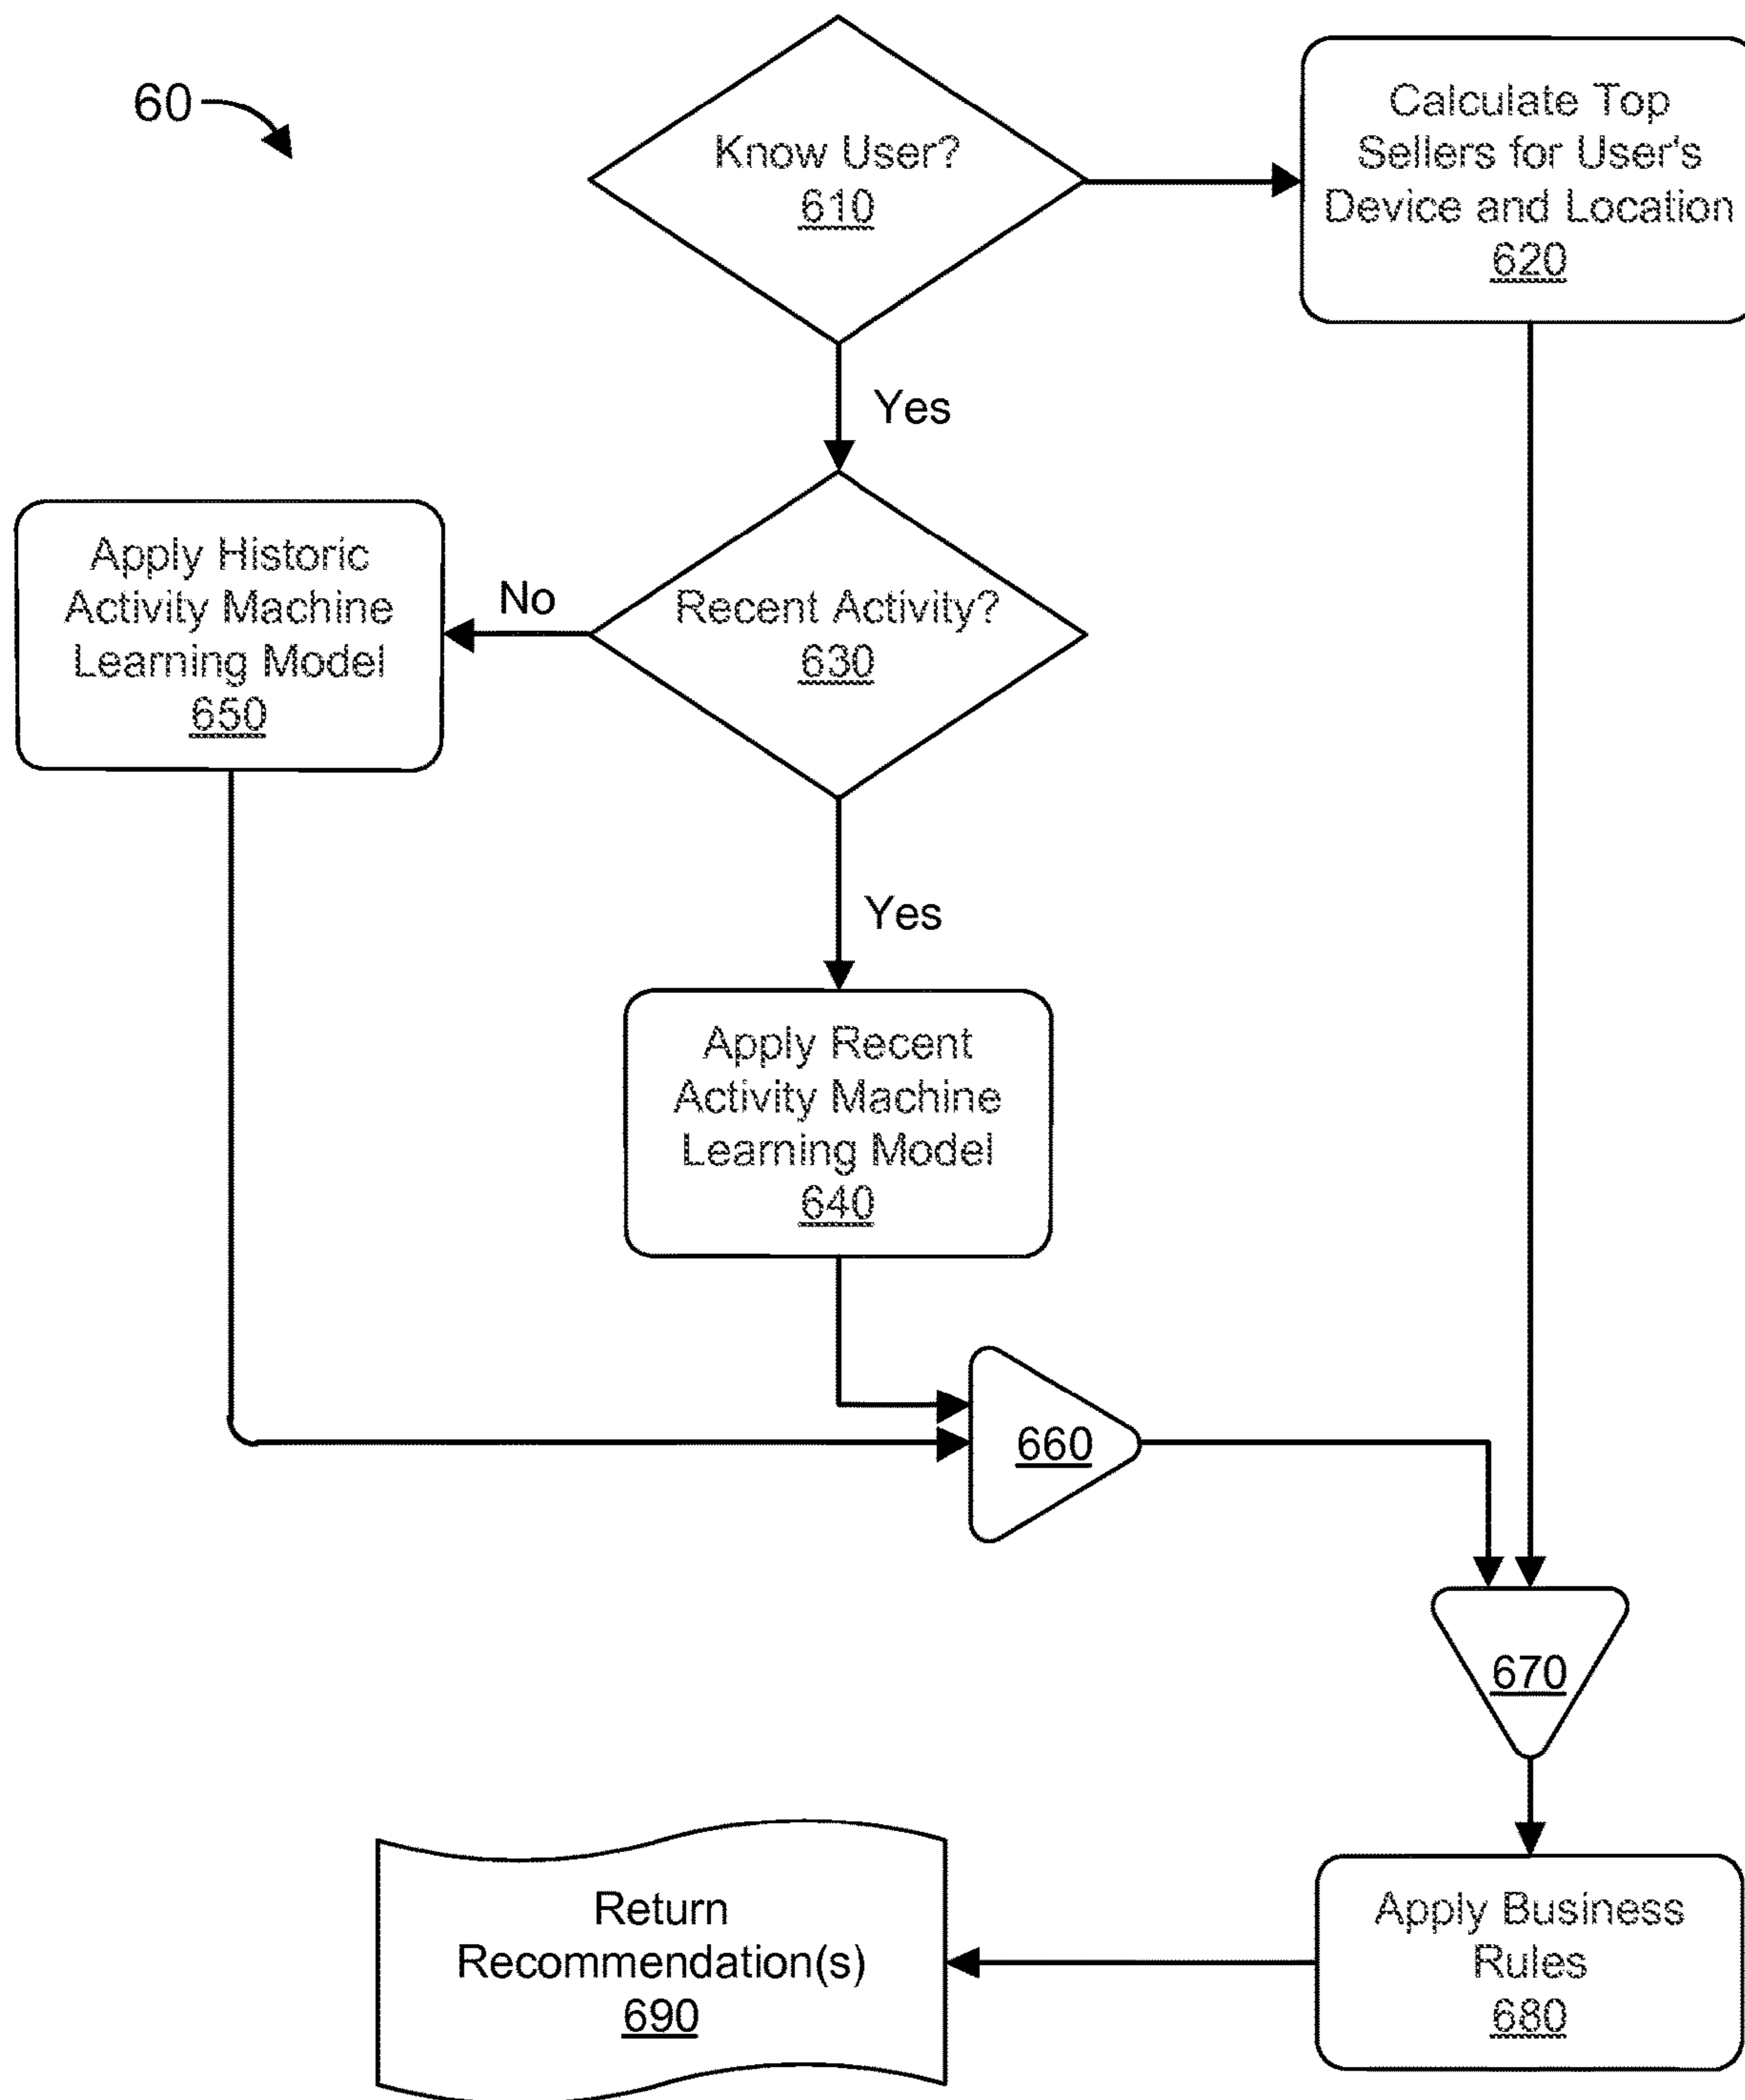 60
Know User?
610
Calculate Top
Sellers for User's
Device and Location
620
Yes
Apply Historic
Activity Machine
Learning Model
650
No
Recent Activity?
630
Yes
Apply Recent
Activity Machine
Learning Model
640
660
670
Return
Recommendation(s)
690
Apply Business
Rules
680